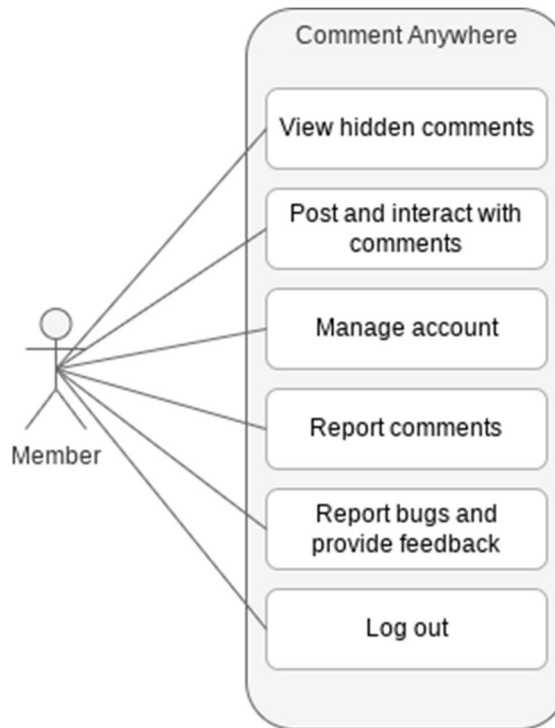 Comment Anywhere
View hidden comments
Post and interact with
comments
Manage account
Report comments
Report bugs and
provide feedback
Log out
Member